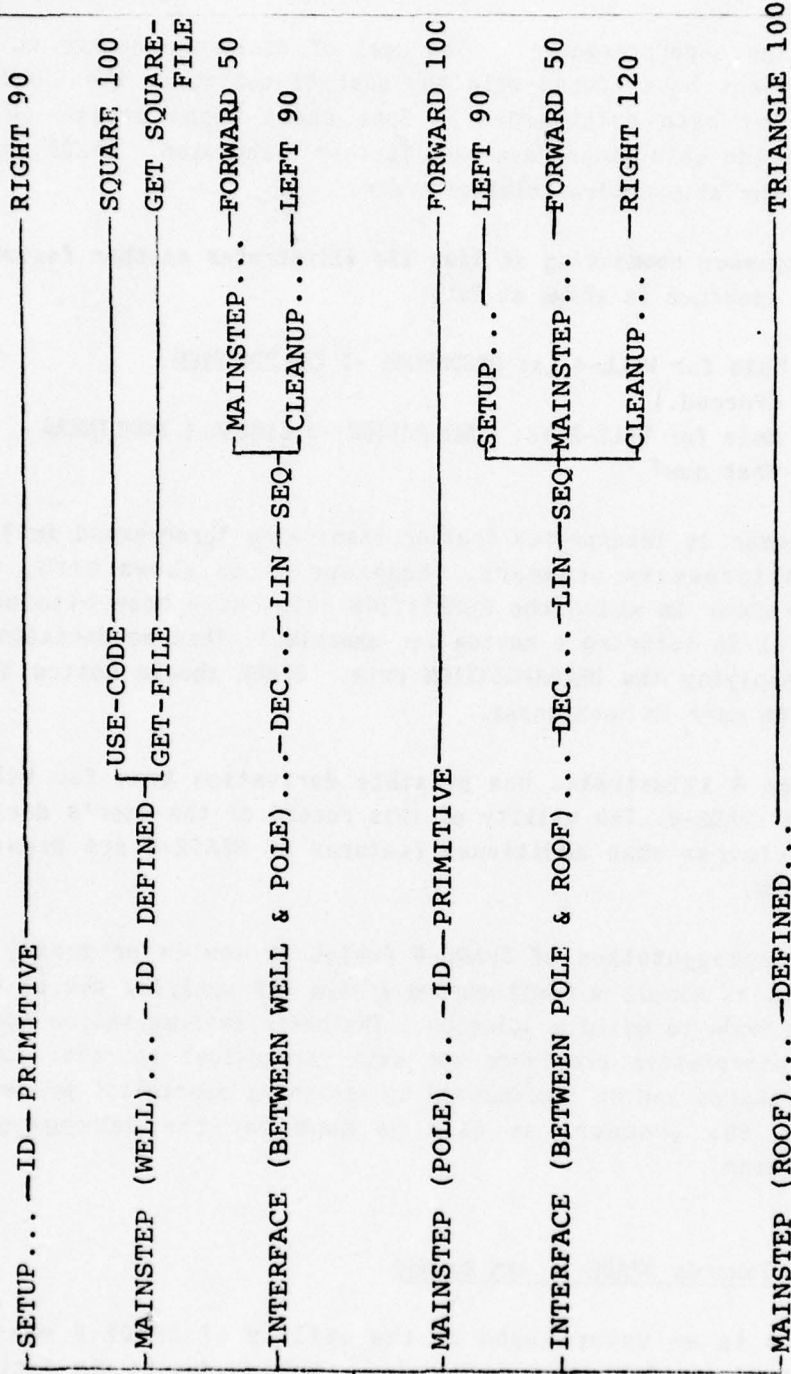 SETUP... ID PRIMITIVE RIGHT 90
USE-CODE SQUARE 100
MAINSTEP (WELL).. ID DEFINED
GET-FILE GET SQUARE-
FILE
MAINSTEP.. FORWARD 50
INTERFACE (BETWEEN WELL & POLE)... DEC.. LIN SEQ
CLEANUP.. LEFT 90
MAINSTEP (POLE).. ID.. PRIMITIVE FORWARD 10C
SETUP.... LEFT 90
INTERFACE (BETWEEN POLE & ROOF)... DEC... LIN SEQ MAINSTEP.. FORWARD 50
CLEANUP.. RIGHT 120
MAINSTEP (ROOF)... DEFINED... TRIANGLE 100